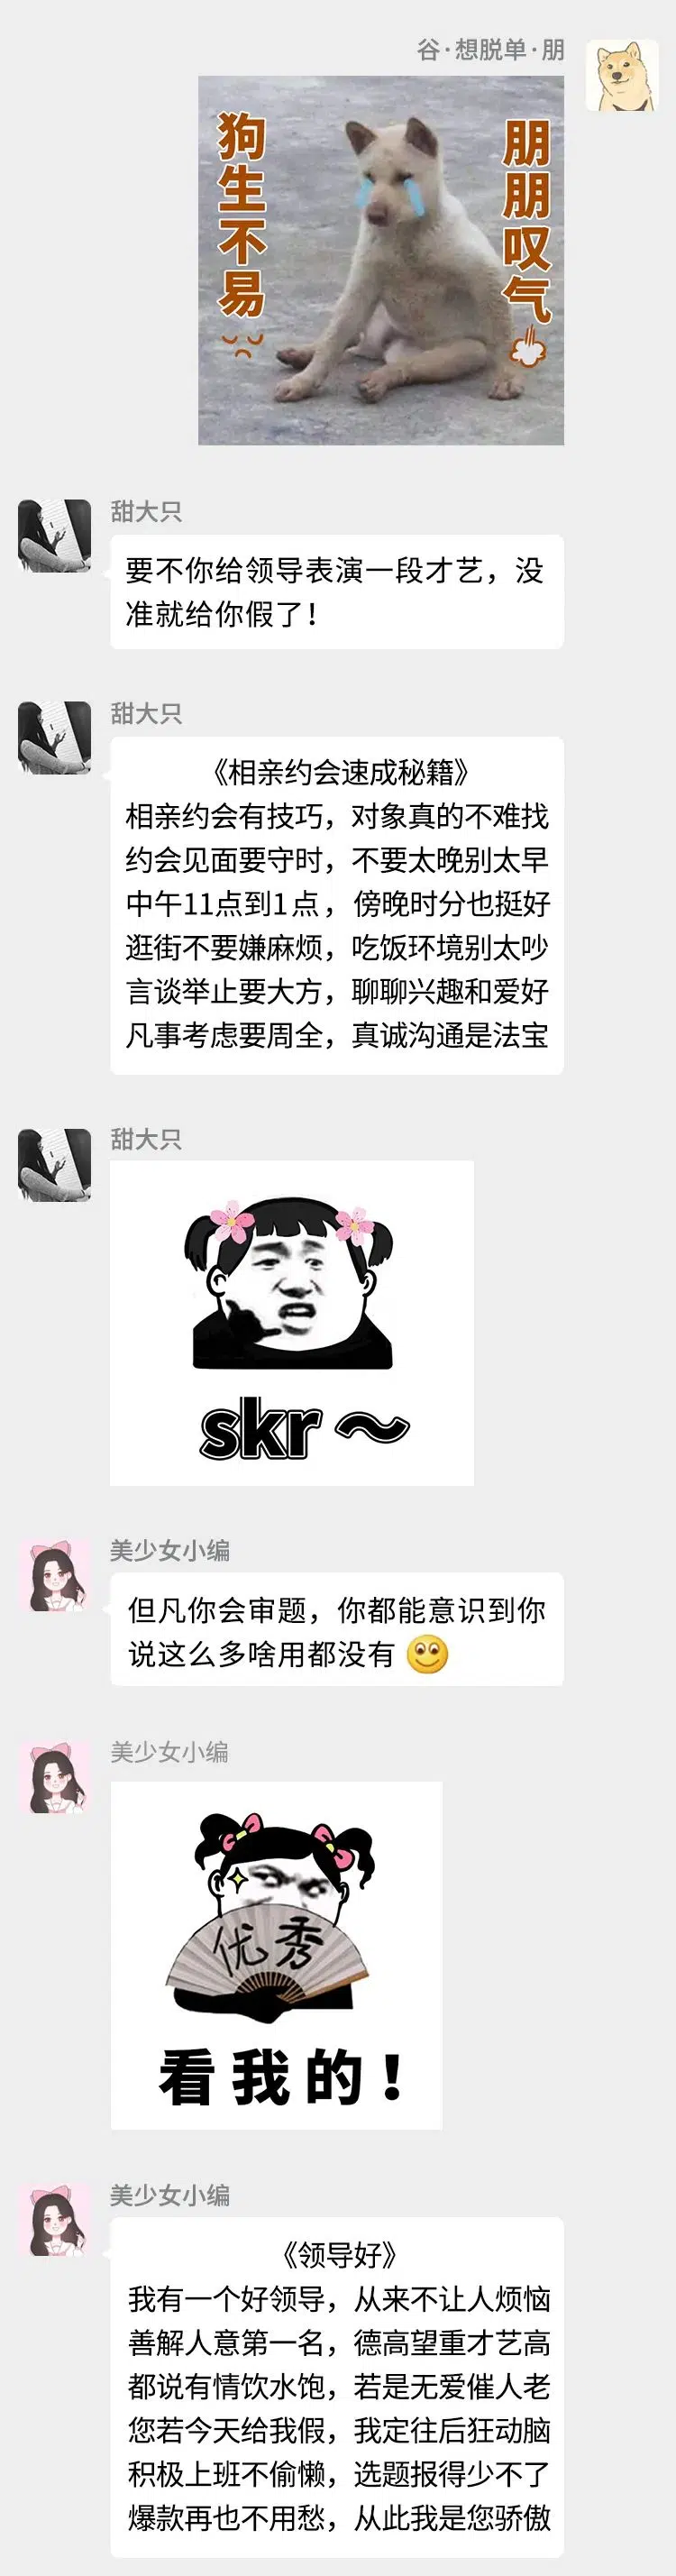 谷·想脱单·朋
狗生不易
朋朋叹气
甜大只
要不你给领导表演一段才艺，没
准就给你假了！
甜大只
《相亲约会速成秘籍》
相亲约会有技巧，对象真的不难找
约会见面要守时，不要太晚别太早
中午11点到1点，傍晚时分也挺好
逛街不要嫌麻烦，吃饭环境别太吵
言谈举止要大方，聊聊兴趣和爱好
凡事考虑要周全，真诚沟通是法宝
甜大只
skr～
美少女小编
但凡你会审题，你都能意识到你
说这么多啥用都没有
美少女小编
优秀
看我的！
美少女小编
《领导好》
我有一个好领导，从来不让人烦恼
善解人意第一名，德高望重才艺高
都说有情饮水饱，若是无爱催人老
您若今天给我假，我定往后狂动脑
积极上班不偷懒，选题报得少不了
爆款再也不用愁，从此我是您骄傲